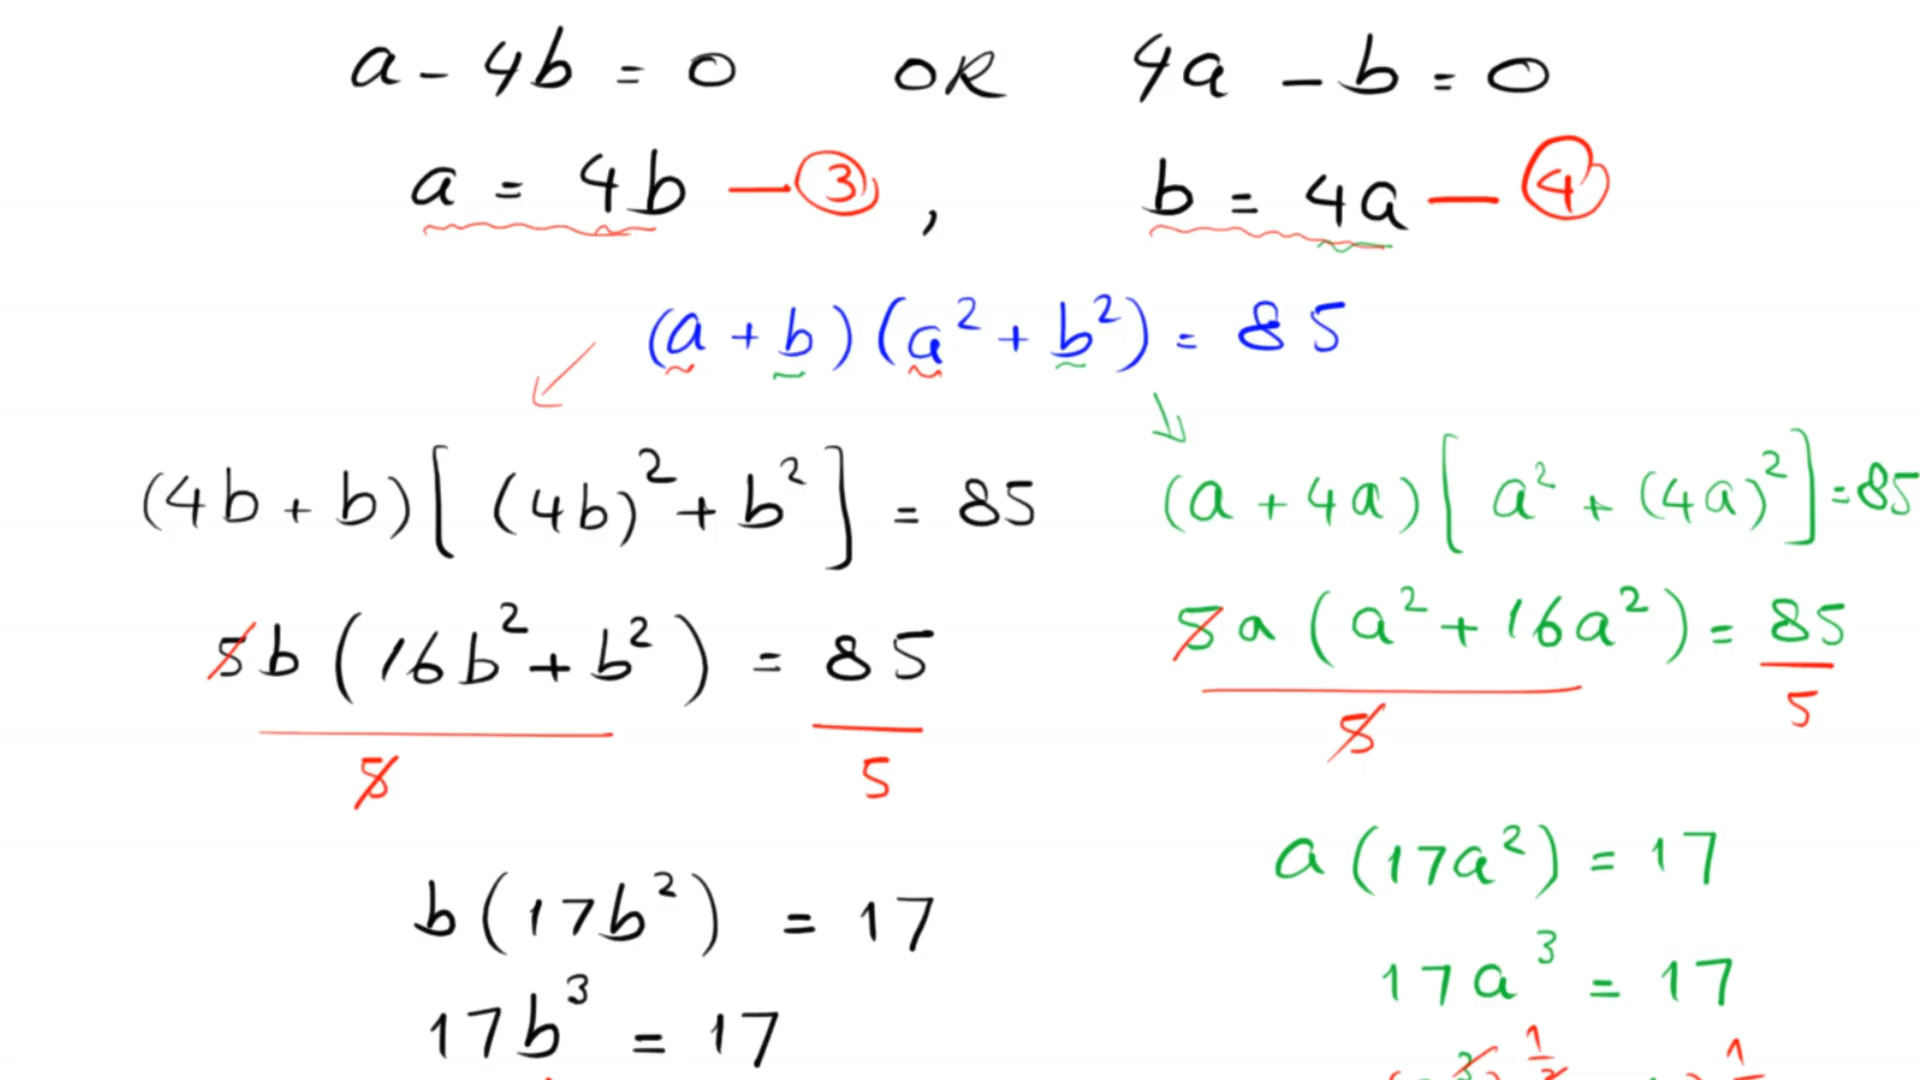 a - 4b = 0 OR 4a - b = 0
a = 4b — ③ , b = 4a — ④
(a + b)(a² + b²) = 85
(4b + b)[(4b)² + b²] = 85
(a + 4a)[a² + (4a)²] = 85
5b(16b² + b²) = 85
5 5
5a(a² + 16a²) = 85
5 5
b(17b²) = 17
17b³ = 17
a(17a²) = 17
17a³ = 17